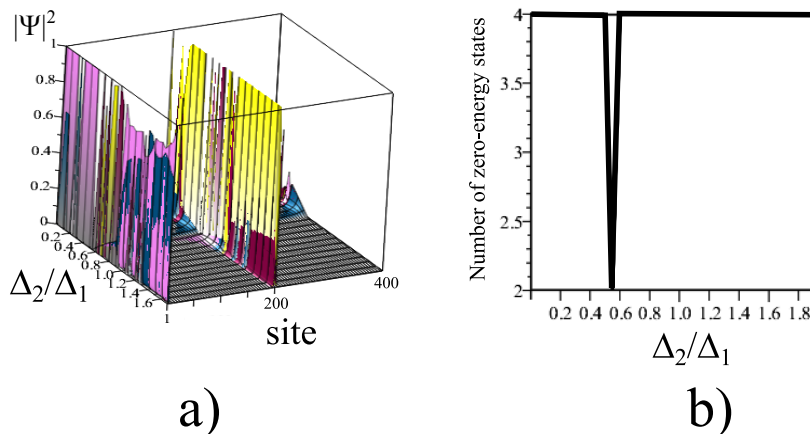 |Ψ|²
1
0.8
0.6
0.4
0.2
0
0.2
0.4
0.6
0.8
1.0
1.2
1.4
1.6
Δ₂/Δ₁
1
200
400
site
a)
Number of zero-energy states
4
3.5
3
2.5
2
0.2 0.4 0.6 0.8 1.0 1.2 1.4 1.6 1.8
Δ₂/Δ₁
b)